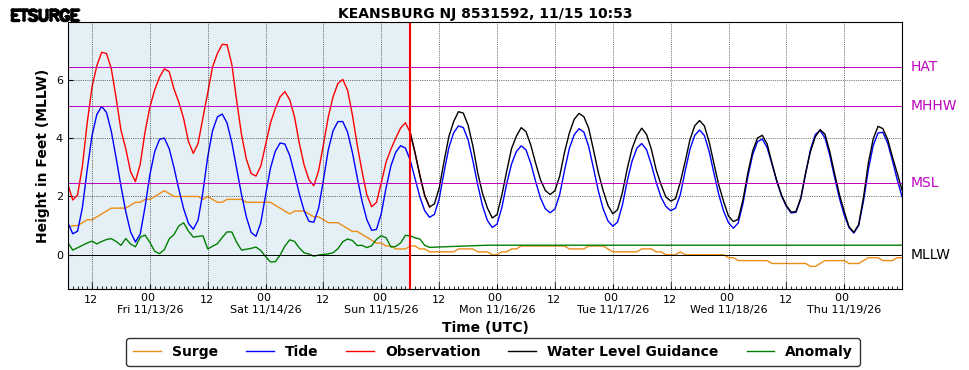 ETSURGE
KEANSBURG NJ 8531592, 11/15 10:53
Height in Feet (MLLW)
6
4
2
0
HAT
MHHW
MSL
MLLW
12 00 12 00 12 00 12 00 12 00 12 00 12 00
Fri 11/13/26 Sat 11/14/26 Sun 11/15/26 Mon 11/16/26 Tue 11/17/26 Wed 11/18/26 Thu 11/19/26
Time (UTC)
Surge Tide Observation Water Level Guidance Anomaly